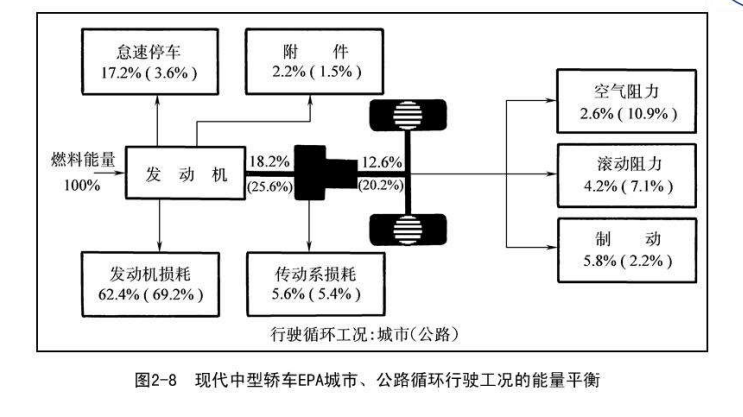 怠速停车
17.2%(3.6%)
附 件
2.2%(1.5%)
空气阻力
2.6%(10.9%)
燃料能量
100%
发 动 机
18.2%
(25.6%)
12.6%
(20.2%)
滚动阻力
4.2%(7.1%)
制 动
5.8%(2.2%)
发动机损耗
62.4%(69.2%)
传动系损耗
5.6%(5.4%)
行驶循环工况:城市(公路)
图2-8 现代中型轿车EPA城市、公路循环行驶工况的能量平衡